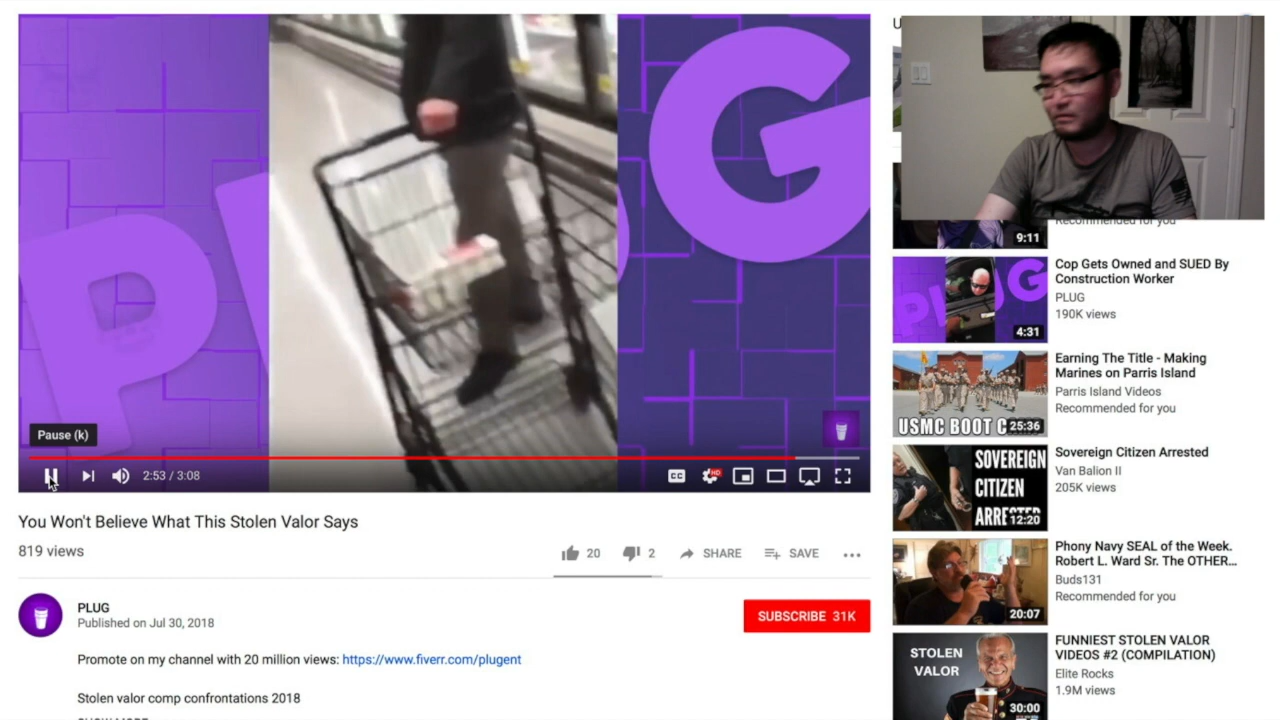 PL
G
Pause (k)
2:53 / 3:08
CC
HD
You Won't Believe What This Stolen Valor Says
819 views
20
2
SHARE
SAVE
PLUG
Published on Jul 30, 2018
SUBSCRIBE 31K
Promote on my channel with 20 million views: https://www.fiverr.com/plugent
Stolen valor comp confrontations 2018
9:11
Cop Gets Owned and SUED By
Construction Worker
PLUG
190K views
PLUG
4:31
Earning The Title - Making
Marines on Parris Island
Parris Island Videos
Recommended for you
USMC BOOT C
25:36
Sovereign Citizen Arrested
Van Balion II
205K views
SOVEREIGN
CITIZEN
ARRESTED
12:20
Phony Navy SEAL of the Week.
Robert L. Ward Sr. The OTHER...
Buds131
Recommended for you
20:07
FUNNIEST STOLEN VALOR
VIDEOS #2 (COMPILATION)
Elite Rocks
1.9M views
STOLEN
VALOR
30:00